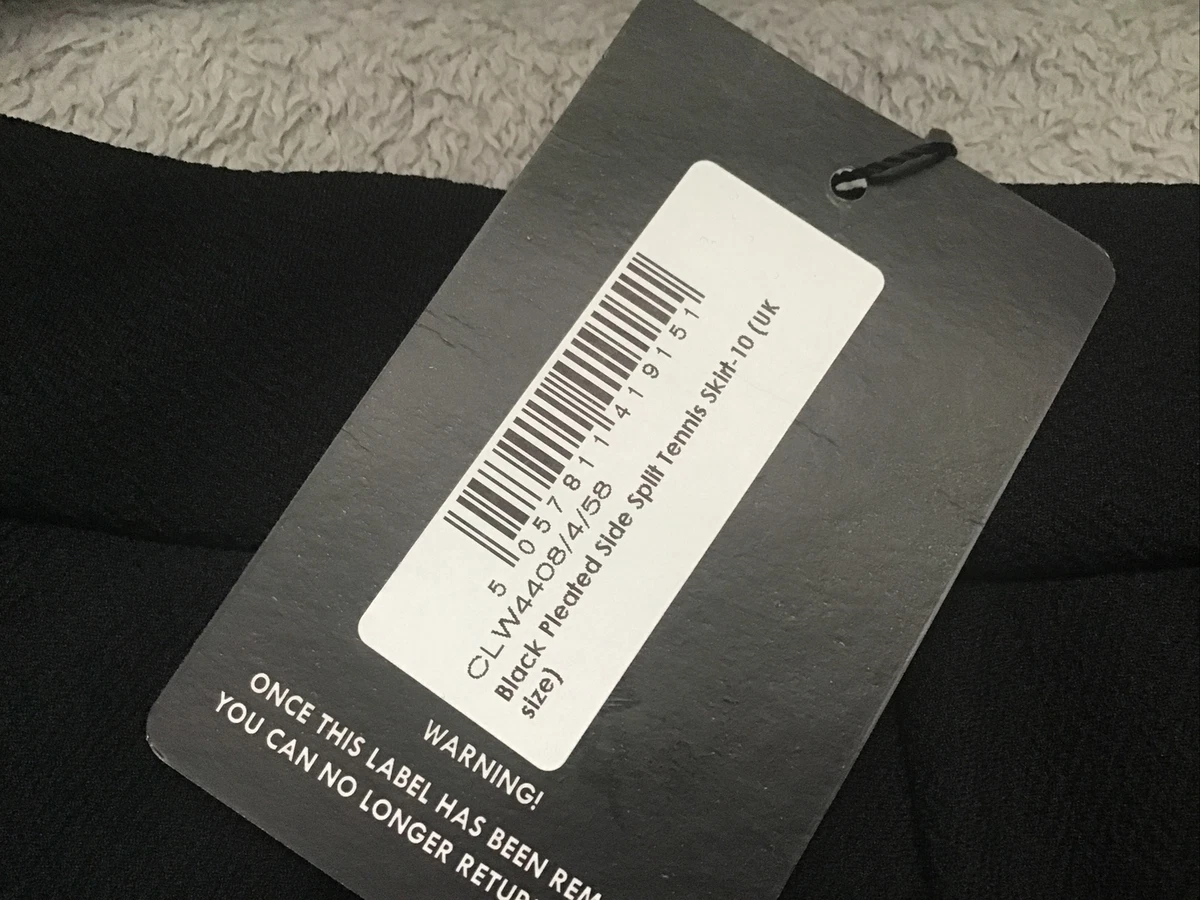 5 057811 419151
CLW4408/4/58
Black Pleated Side Split Tennis Skirt-10 (UK
size)
WARNING!
ONCE THIS LABEL HAS BEEN REM
YOU CAN NO LONGER RETUR